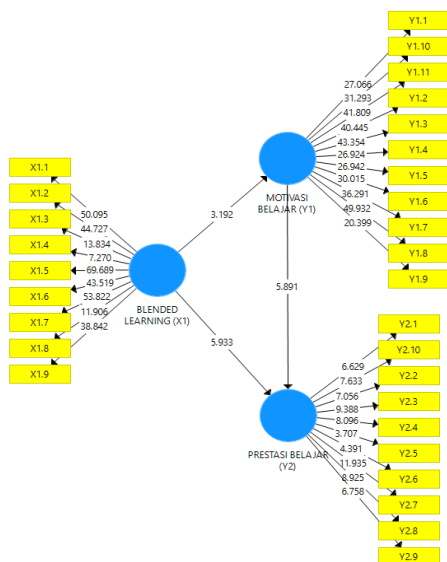 Y1.1
Y1.10
Y1.11
Y1.2
Y1.3
Y1.4
Y1.5
Y1.6
Y1.7
Y1.8
Y1.9
27.066
31.293
41.809
40.445
43.354
26.924
26.942
30.015
36.291
49.932
20.399
MOTIVASI
BELAJAR (Y1)
X1.1
X1.2
X1.3
X1.4
X1.5
X1.6
X1.7
X1.8
X1.9
50.095
44.727
13.834
7.270
69.689
43.519
53.822
11.906
38.842
BLENDED
LEARNING (X1)
3.192
5.891
5.933
Y2.1
Y2.10
Y2.2
Y2.3
Y2.4
Y2.5
Y2.6
Y2.7
Y2.8
Y2.9
6.629
7.633
7.056
9.388
8.096
3.707
4.391
11.935
8.925
6.758
PRESTASI BELAJAR
(Y2)